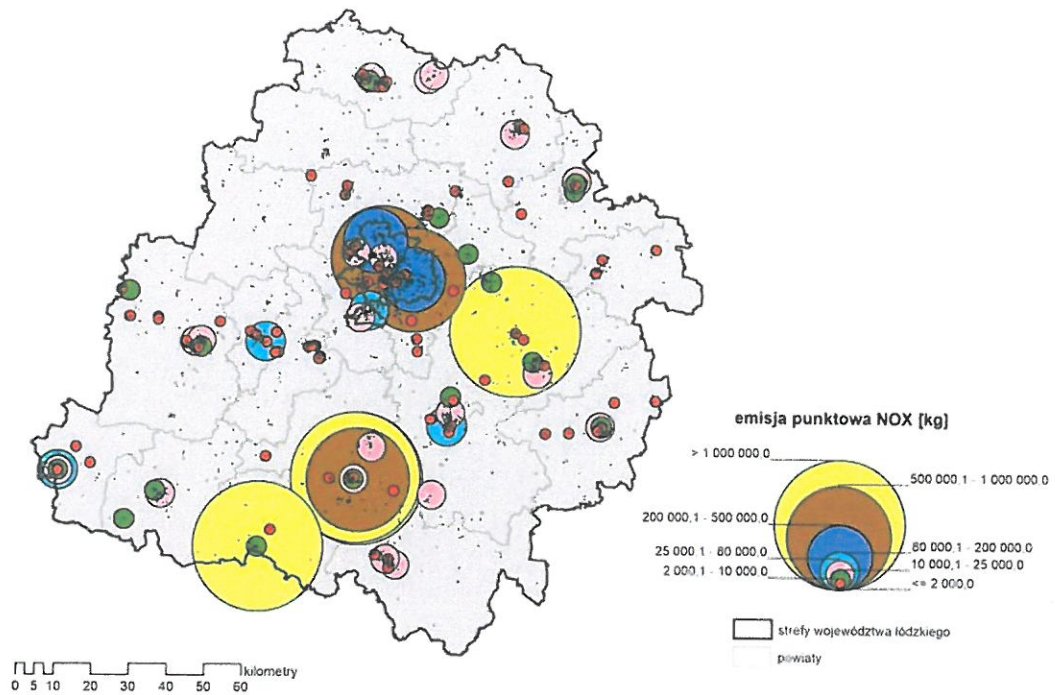 emisja punktowa NOX [kg]
> 1 000 000,0
500 000,1 - 1 000 000,0
200 000,1 - 500 000,0
80 000,1 - 200 000,0
25 000 1 - 80 000,0
10 000,1 - 25 000,0
2 000,1 - 10 000,0
<= 2 000,0
strefy województwa łódzkiego
powiaty
kilometry
0 5 10 20 30 40 50 60